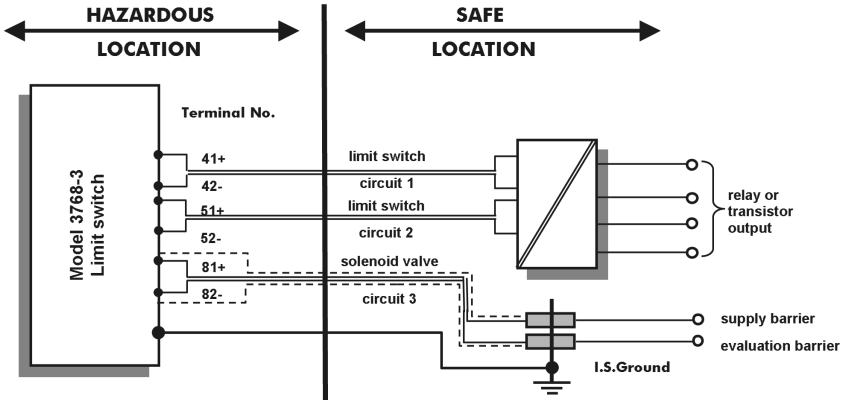 HAZARDOUS
LOCATION
SAFE
LOCATION
Terminal No.
Model 3768-3
Limit switch
41+
42-
51+
52-
81+
82-
limit switch
circuit 1
limit switch
circuit 2
solenoid valve
circuit 3
relay or
transistor
output
supply barrier
evaluation barrier
I.S.Ground